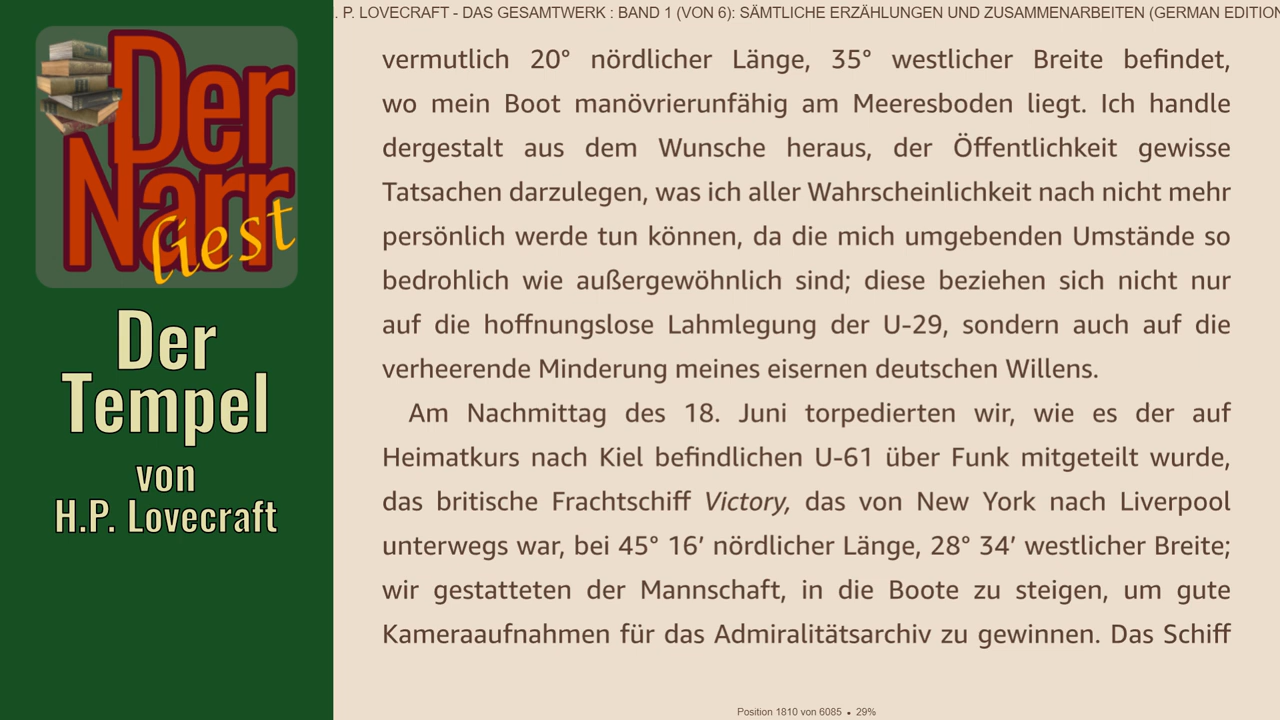 Der
Narr
liest
Der
Tempel
von
H.P. Lovecraft
. P. LOVECRAFT - DAS GESAMTWERK : BAND 1 (VON 6): SÄMTLICHE ERZÄHLUNGEN UND ZUSAMMENARBEITEN (GERMAN EDITION
vermutlich 20° nördlicher Länge, 35° westlicher Breite befindet,
wo mein Boot manövrierunfähig am Meeresboden liegt. Ich handle
dergestalt aus dem Wunsche heraus, der Öffentlichkeit gewisse
Tatsachen darzulegen, was ich aller Wahrscheinlichkeit nach nicht mehr
persönlich werde tun können, da die mich umgebenden Umstände so
bedrohlich wie außergewöhnlich sind; diese beziehen sich nicht nur
auf die hoffnungslose Lahmlegung der U-29, sondern auch auf die
verheerende Minderung meines eisernen deutschen Willens.
Am Nachmittag des 18. Juni torpedierten wir, wie es der auf
Heimatkurs nach Kiel befindlichen U-61 über Funk mitgeteilt wurde,
das britische Frachtschiff Victory, das von New York nach Liverpool
unterwegs war, bei 45° 16′ nördlicher Länge, 28° 34′ westlicher Breite;
wir gestatteten der Mannschaft, in die Boote zu steigen, um gute
Kameraaufnahmen für das Admiralitätsarchiv zu gewinnen. Das Schiff
Position 1810 von 6085 • 29%